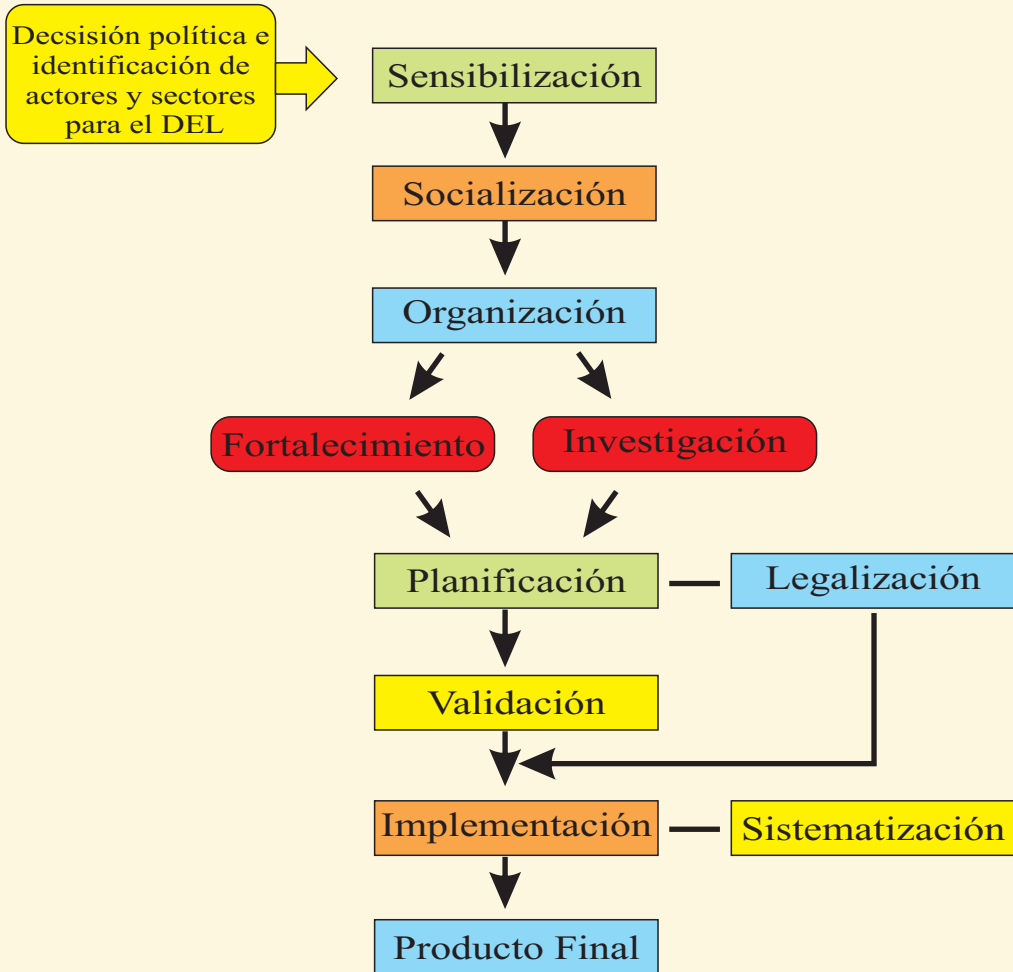 Decsisión política e
identificación de
actores y sectores
para el DEL
Sensibilización
Socialización
Organización
Fortalecimiento
Investigación
Planificación
Legalización
Validación
Implementación
Sistematización
Producto Final